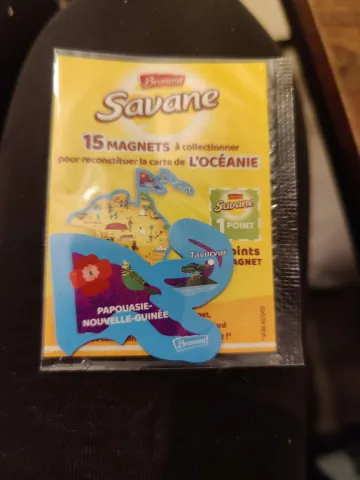 Brossard
Savane
15 MAGNETS à collectionner
pour reconstituer la carte de L'OCÉANIE
Savane
1 POINT
Tavurvur
points
MAGNET
PAPOUASIE-
NOUVELLE-GUINÉE
Brossard